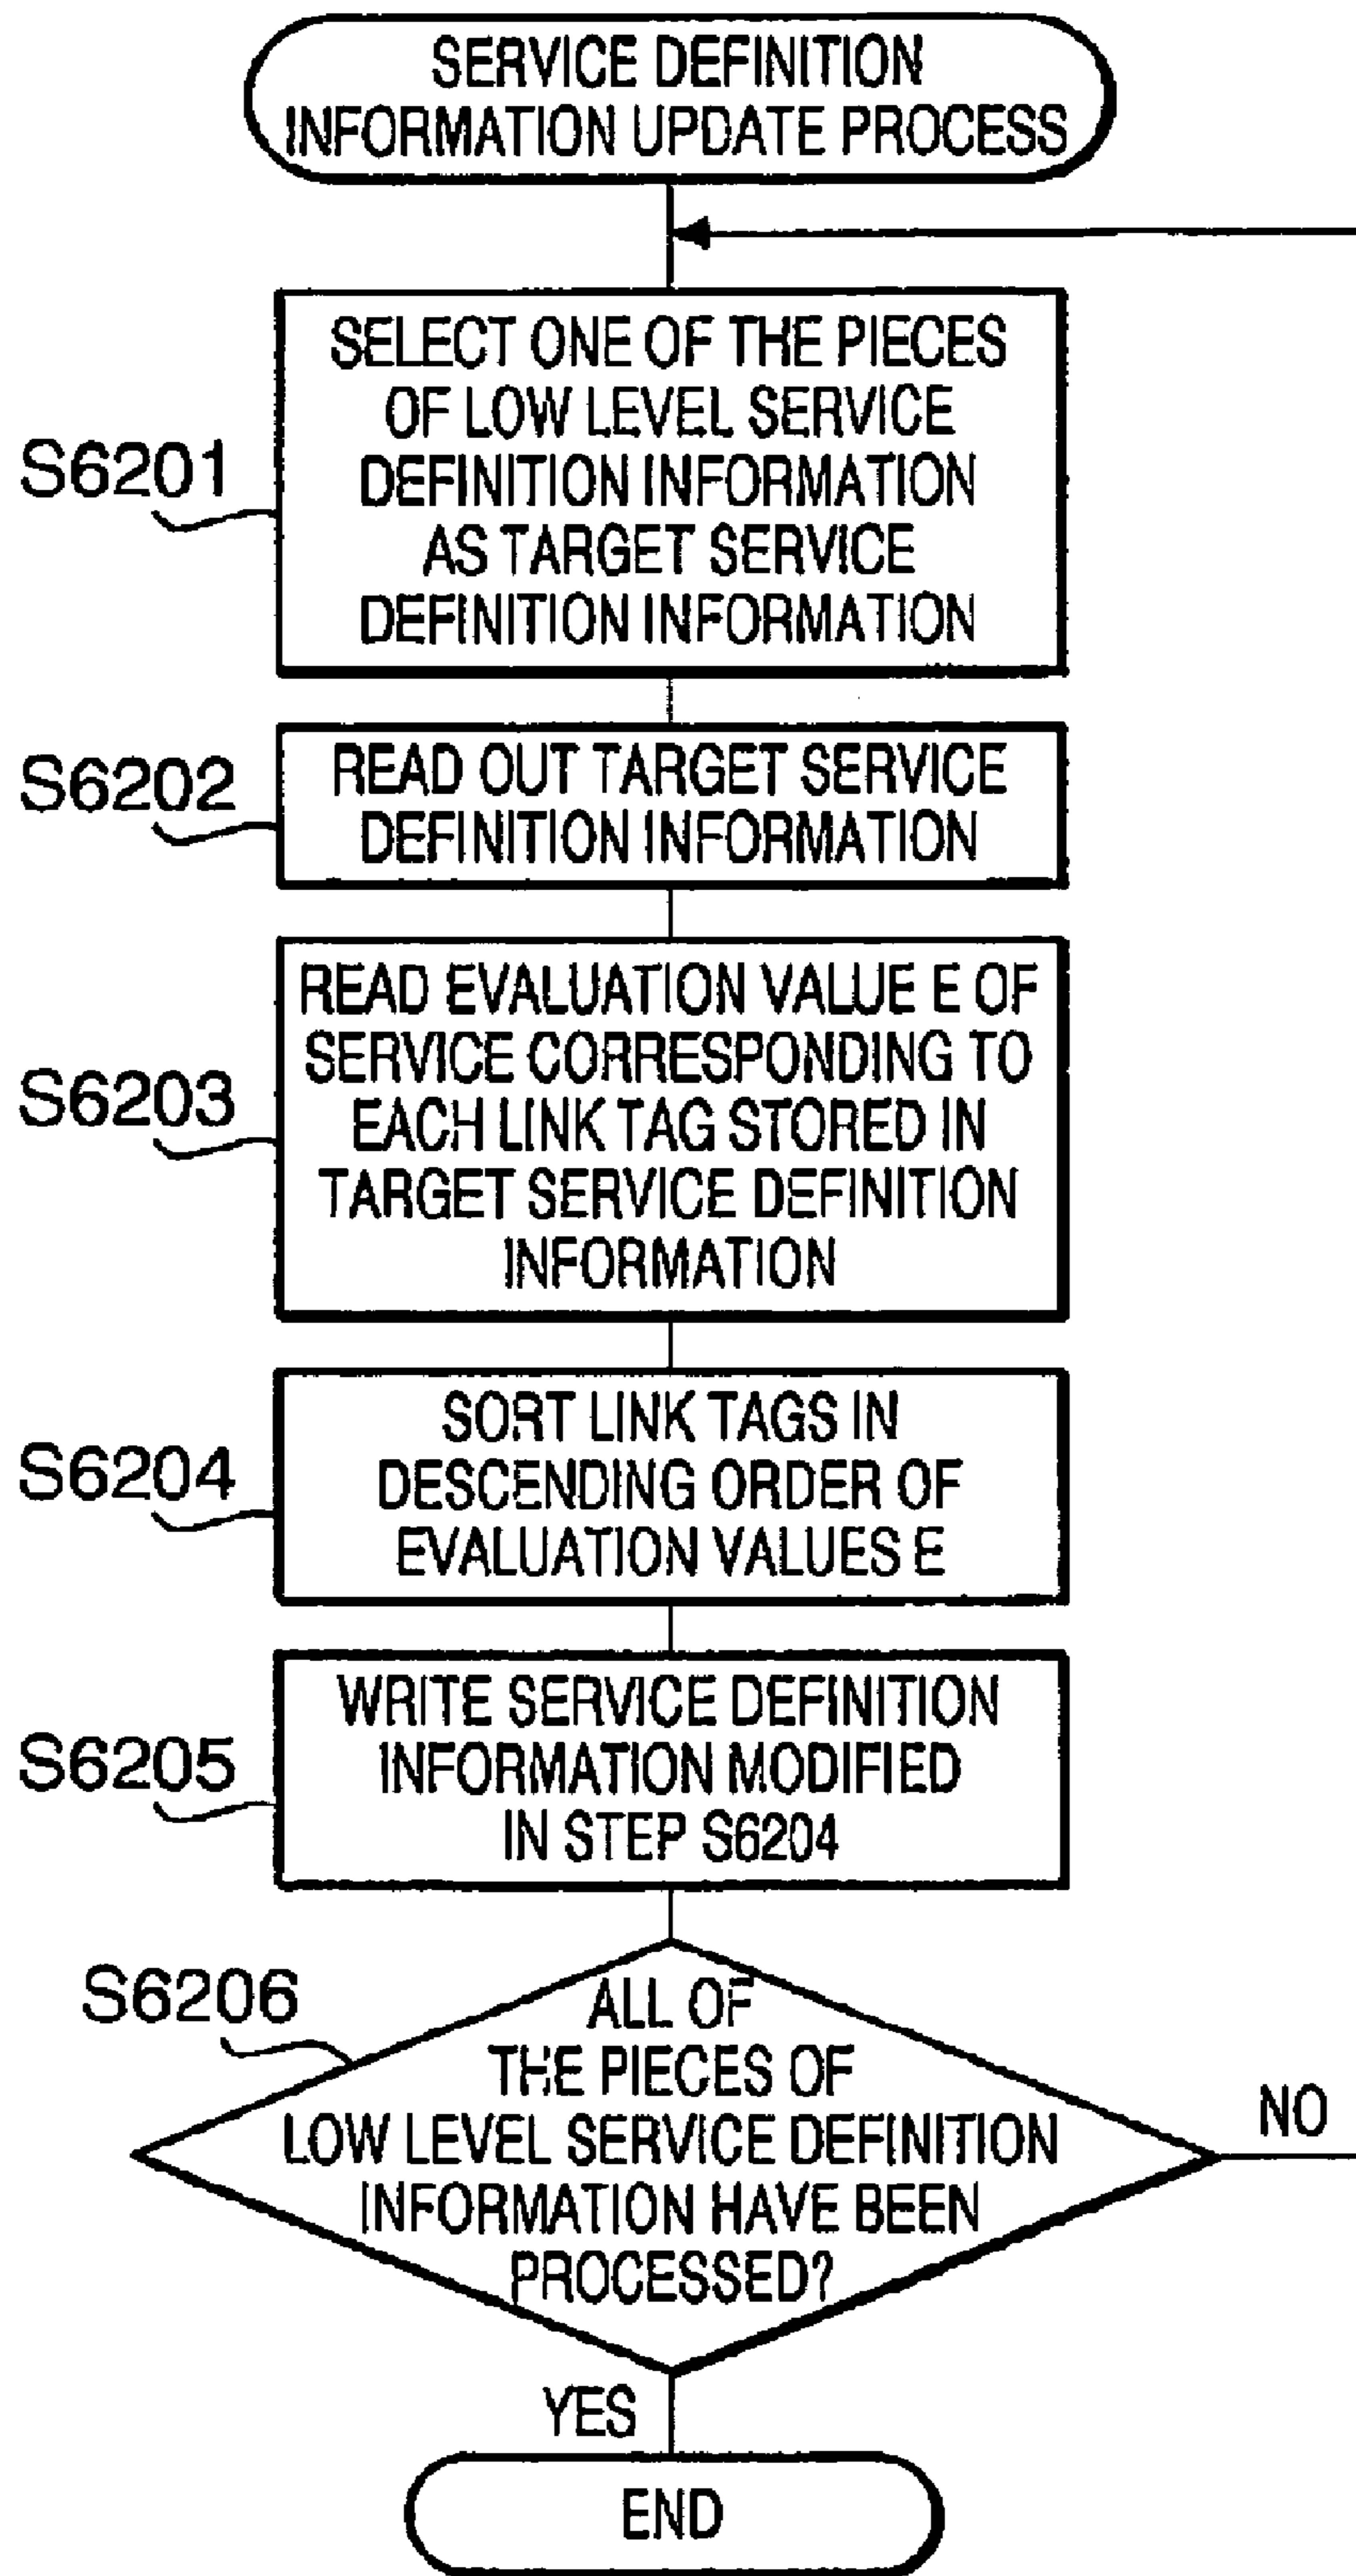 SERVICE DEFINITION
INFORMATION UPDATE PROCESS
S6201
SELECT ONE OF THE PIECES
OF LOW LEVEL SERVICE
DEFINITION INFORMATION
AS TARGET SERVICE
DEFINITION INFORMATION
S6202
READ OUT TARGET SERVICE
DEFINITION INFORMATION
S6203
READ EVALUATION VALUE E OF
SERVICE CORRESPONDING TO
EACH LINK TAG STORED IN
TARGET SERVICE DEFINITION
INFORMATION
S6204
SORT LINK TAGS IN
DESCENDING ORDER OF
EVALUATION VALUES E
S6205
WRITE SERVICE DEFINITION
INFORMATION MODIFIED
IN STEP S6204
S6206
ALL OF
THE PIECES OF
LOW LEVEL SERVICE DEFINITION
INFORMATION HAVE BEEN
PROCESSED?
NO
YES
END